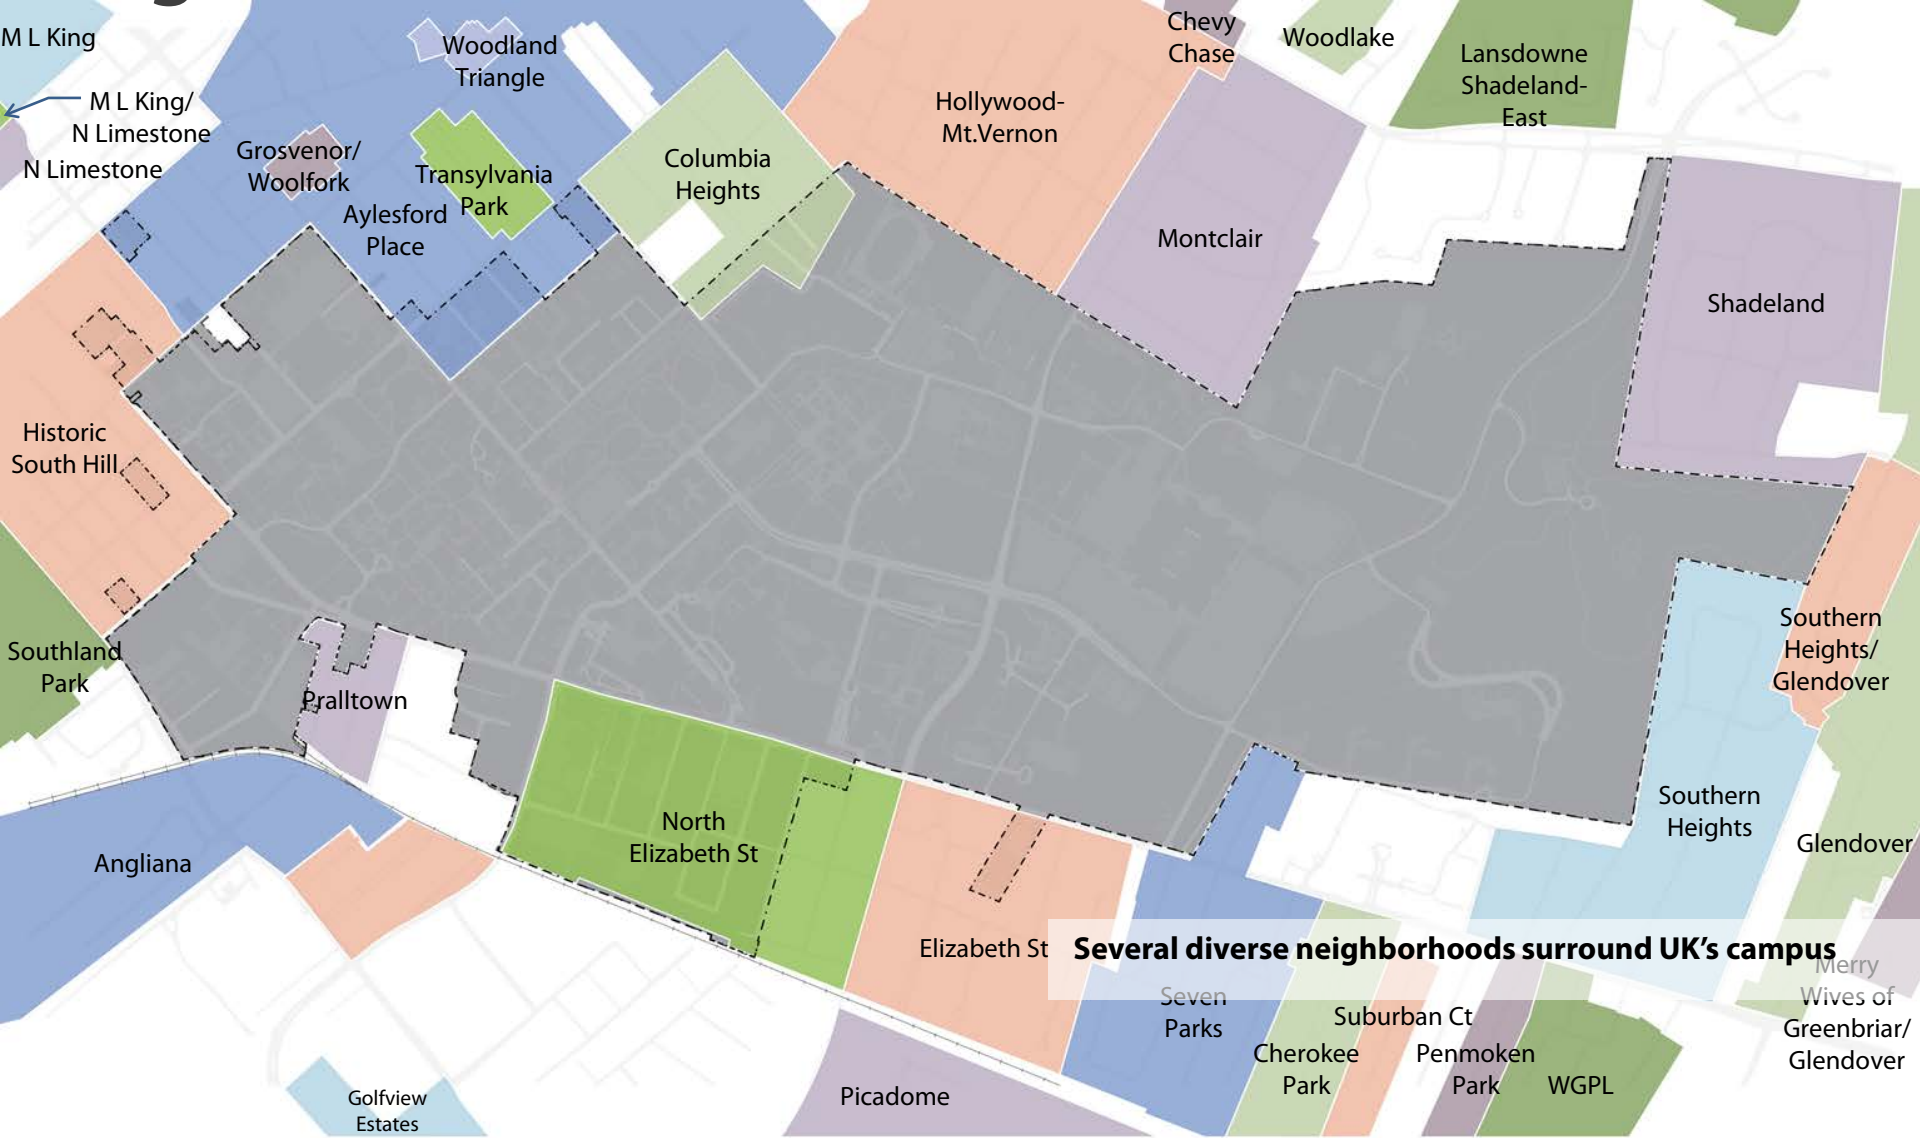 M L King
M L King/
N Limestone
N Limestone
Woodland
Triangle
Grosvenor/
Woolfork
Transylvania
Park
Aylesford
Place
Columbia
Heights
Hollywood-
Mt.Vernon
Chevy
Chase
Woodlake
Lansdowne
Shadeland-
East
Montclair
Shadeland
Historic
South Hill
Southland
Park
Pralltown
Southern
Heights/
Glendover
Southern
Heights
Glendover
Angliana
North
Elizabeth St
Elizabeth St
Several diverse neighborhoods surround UK’s campus
Merry
Wives of
Greenbriar/
Glendover
Seven
Parks
Suburban Ct
Cherokee
Park
Penmoken
Park
WGPL
Picadome
Golfview
Estates